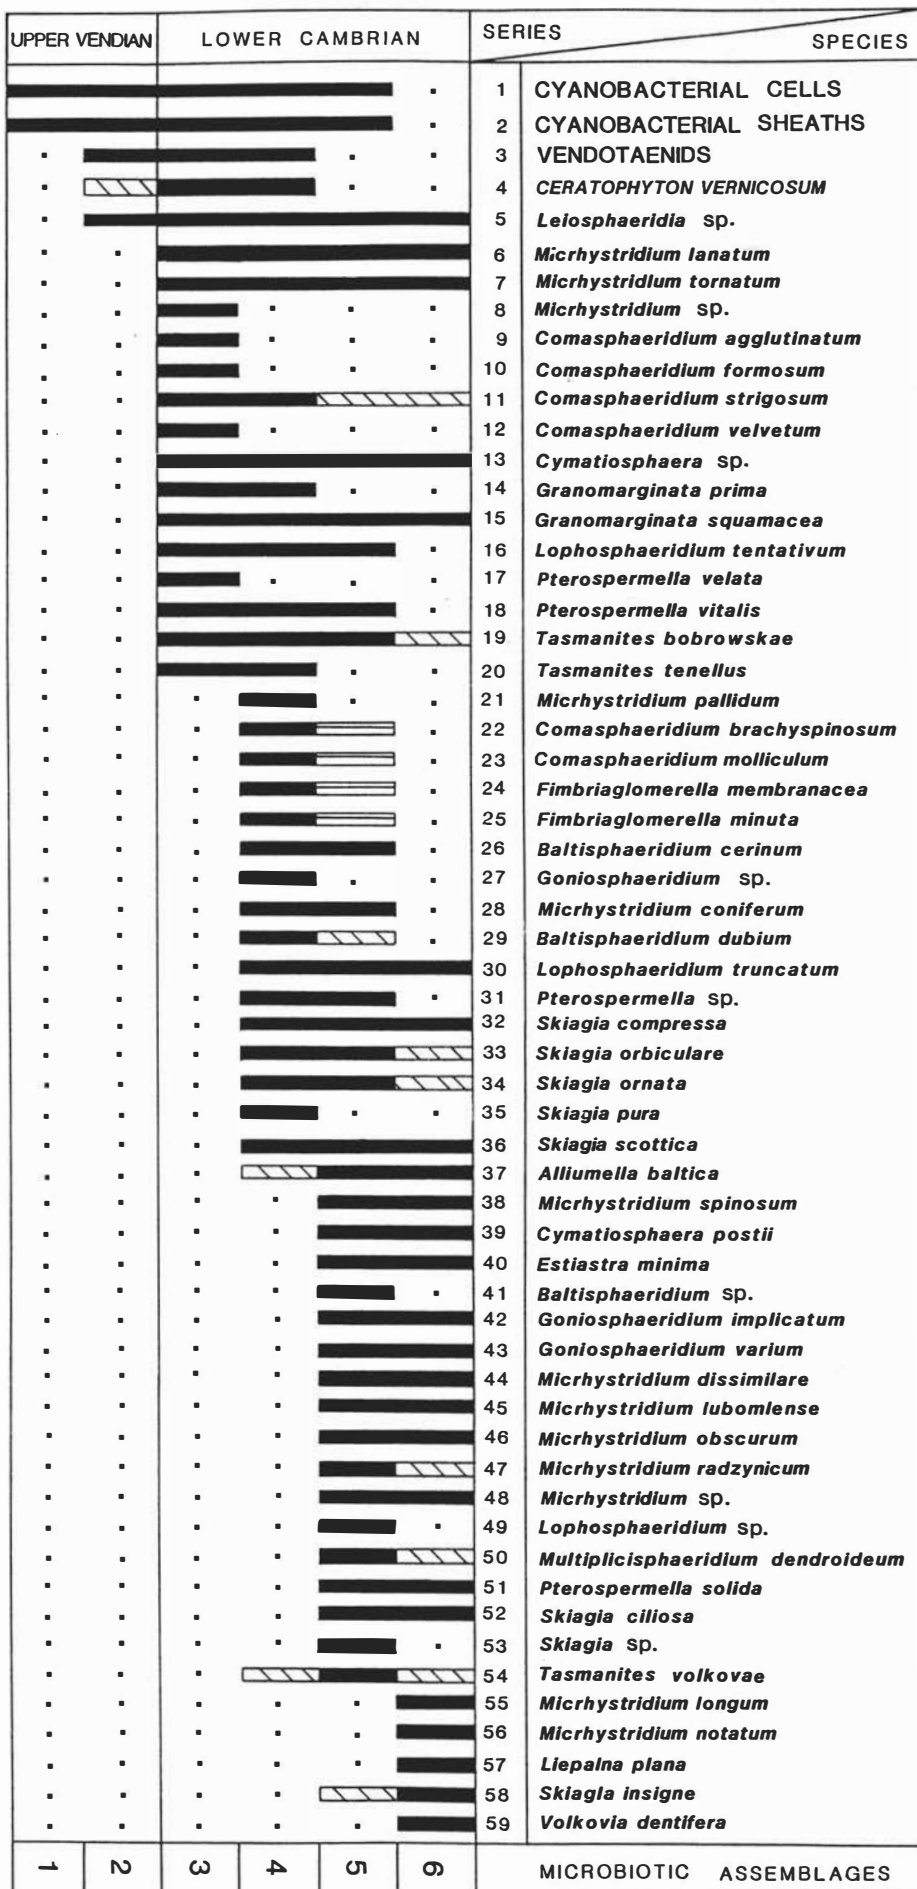 UPPER VENDIAN LOWER CAMBRIAN SERIES SPECIES
1 CYANOBACTERIAL CELLS
2 CYANOBACTERIAL SHEATHS
3 VENDOTAENIDS
4 CERATOPHYTON VERNICOSUM
5 Leiosphaeridia sp.
6 Micrhystridium lanatum
7 Micrhystridium tornatum
8 Micrhystridium sp.
9 Comasphaeridium agglutinatum
10 Comasphaeridium formosum
11 Comasphaeridium strigosum
12 Comasphaeridium velvetum
13 Cymatiosphaera sp.
14 Granomarginata prima
15 Granomarginata squamacea
16 Lophosphaeridium tentativum
17 Pterospermella velata
18 Pterospermella vitalis
19 Tasmanites bobrowskae
20 Tasmanites tenellus
21 Micrhystridium pallidum
22 Comasphaeridium brachyspinosum
23 Comasphaeridium molliculum
24 Fimbriaglomerella membranacea
25 Fimbriaglomerella minuta
26 Baltisphaeridium cerinum
27 Goniosphaeridium sp.
28 Micrhystridium coniferum
29 Baltisphaeridium dubium
30 Lophosphaeridium truncatum
31 Pterospermella sp.
32 Skiagia compressa
33 Skiagia orbiculare
34 Skiagia ornata
35 Skiagia pura
36 Skiagia scottica
37 Alliumella baltica
38 Micrhystridium spinosum
39 Cymatiosphaera postii
40 Estiastra minima
41 Baltisphaeridium sp.
42 Goniosphaeridium implicatum
43 Goniosphaeridium varium
44 Micrhystridium dissimilare
45 Micrhystridium lubomlense
46 Micrhystridium obscurum
47 Micrhystridium radzynicum
48 Micrhystridium sp.
49 Lophosphaeridium sp.
50 Multiplicisphaeridium dendroideum
51 Pterospermella solida
52 Skiagia ciliosa
53 Skiagia sp.
54 Tasmanites volkovae
55 Micrhystridium longum
56 Micrhystridium notatum
57 Liepaina plana
58 Skiagia insigne
59 Volkovia dentifera
1 2 3 4 5 6 MICROBIOTIC ASSEMBLAGES